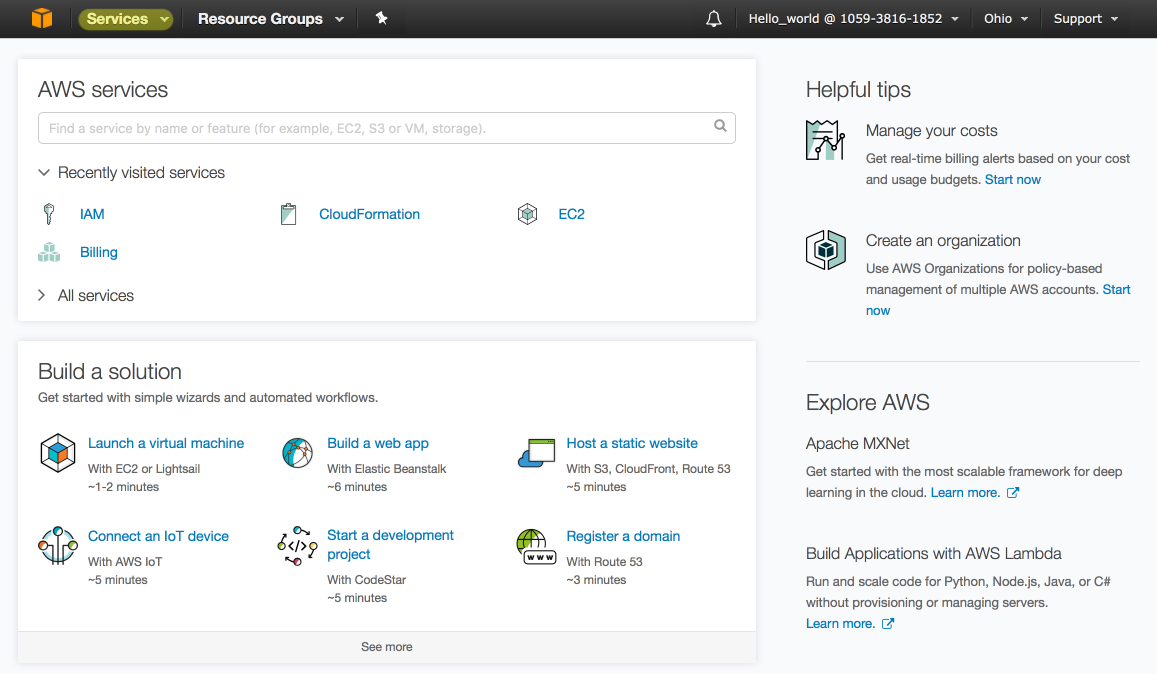 Services
Resource Groups
Hello_world @ 1059-3816-1852
Ohio
Support
AWS services
Find a service by name or feature (for example, EC2, S3 or VM, storage).
Recently visited services
IAM
CloudFormation
EC2
Billing
All services
Build a solution
Get started with simple wizards and automated workflows.
Launch a virtual machine
With EC2 or Lightsail
~1-2 minutes
Build a web app
With Elastic Beanstalk
~6 minutes
Host a static website
With S3, CloudFront, Route 53
~5 minutes
Connect an IoT device
With AWS IoT
~5 minutes
Start a development
project
With CodeStar
~5 minutes
www
Register a domain
With Route 53
~3 minutes
See more
Helpful tips
Manage your costs
Get real-time billing alerts based on your cost
and usage budgets. Start now
Create an organization
Use AWS Organizations for policy-based
management of multiple AWS accounts. Start
now
Explore AWS
Apache MXNet
Get started with the most scalable framework for deep
learning in the cloud. Learn more.
Build Applications with AWS Lambda
Run and scale code for Python, Node.js, Java, or C#
without provisioning or managing servers.
Learn more.